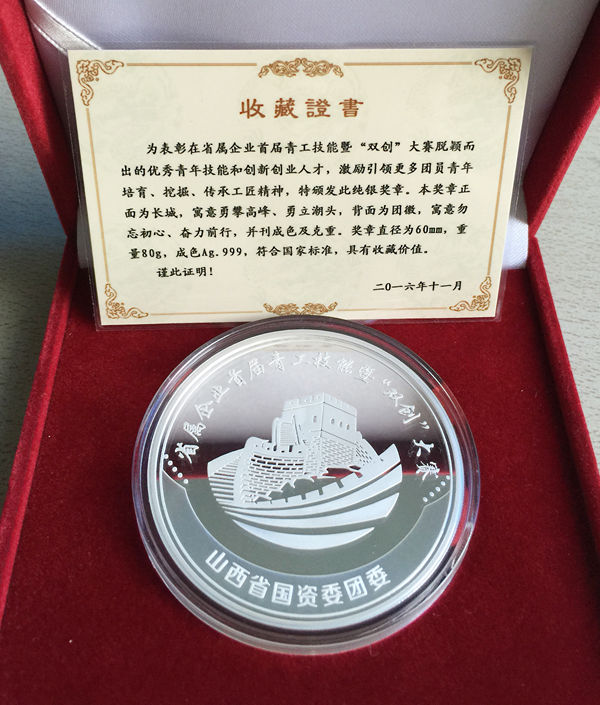 收藏證書
为表彰在省属企业首届青工技能暨“双创”大赛脱颖而
出的优秀青年技能和创新创业人才，激励引领更多团员青年
培育、挖掘、传承工匠精神，特颁发此纯银奖章。本奖章正
面为长城，寓意勇攀高峰、勇立潮头，背面为团徽，寓意勿
忘初心、奋力前行，并刊成色及克重。奖章直径为60mm，重
量80g，成色Ag.999，符合国家标准，具有收藏价值。
谨此证明！
二〇一六年十一月
省属企业首届青工技能暨“双创”大赛
山西省国资委团委